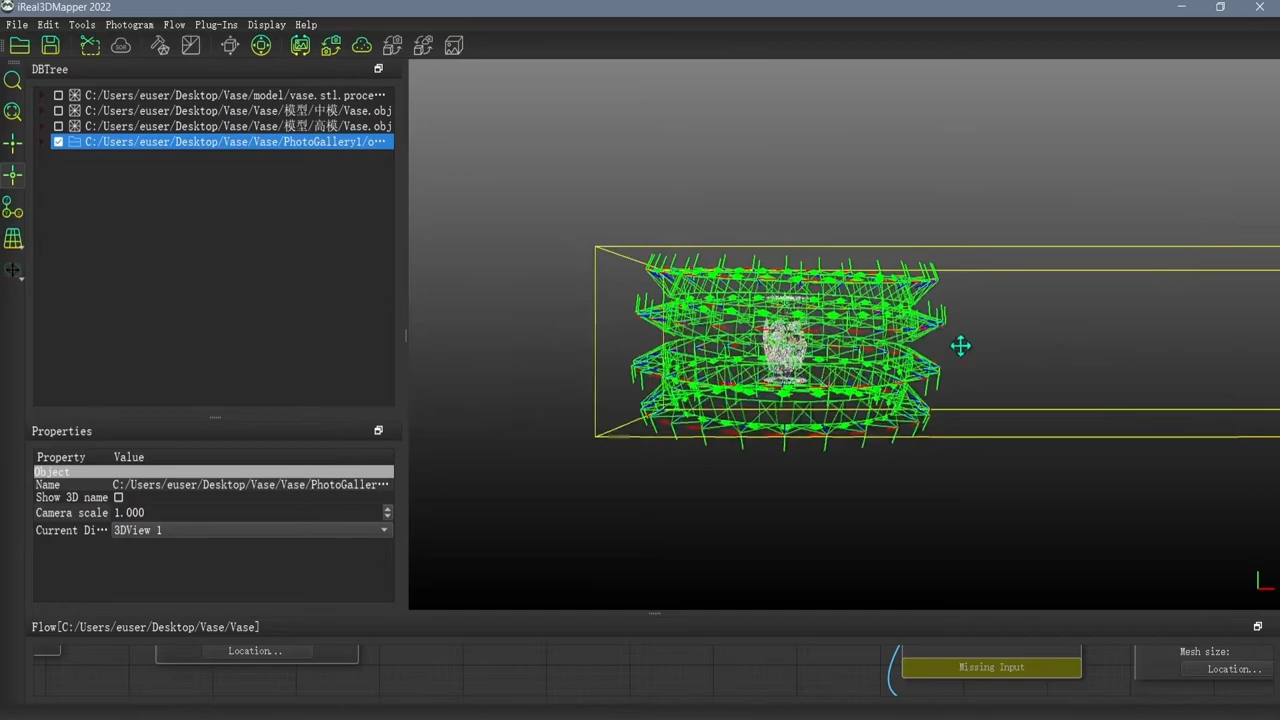 iReal3DMapper 2022
File Edit Tools Photogram Flow Plug-Ins Display Help
SOR
DBTree
C:/Users/euser/Desktop/Vase/model/vase.stl.proce···
C:/Users/euser/Desktop/Vase/Vase/模型/中模/Vase.obj
C:/Users/euser/Desktop/Vase/Vase/模型/高模/Vase.obj
C:/Users/euser/Desktop/Vase/Vase/PhotoGallery1/o···
Properties
Property Value
Object
Name C:/Users/euser/Desktop/Vase/Vase/PhotoGaller···
Show 3D name
Camera scale 1.000
Current Di··· 3DView 1
Flow[C:/Users/euser/Desktop/Vase/Vase]
Location...
Missing Input
Mesh size:
Location...